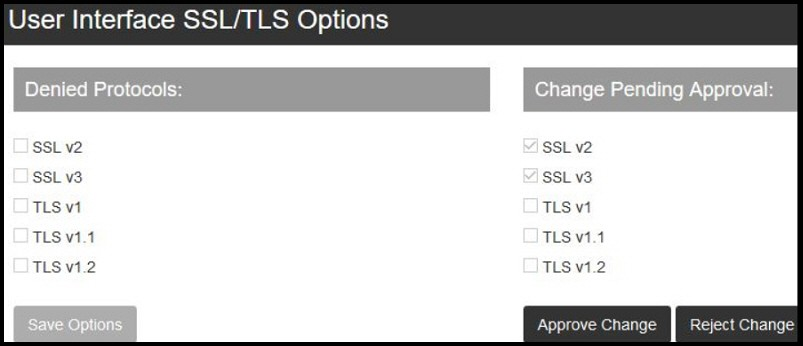 User Interface SSL/TLS Options
Denied Protocols:
SSL v2
SSL v3
TLS v1
TLS v1.1
TLS v1.2
Save Options
Change Pending Approval:
SSL v2
SSL v3
TLS v1
TLS v1.1
TLS v1.2
Approve Change
Reject Change